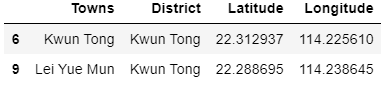 Towns District Latitude Longitude
6 Kwun Tong Kwun Tong 22.312937 114.225610
9 Lei Yue Mun Kwun Tong 22.288695 114.238645